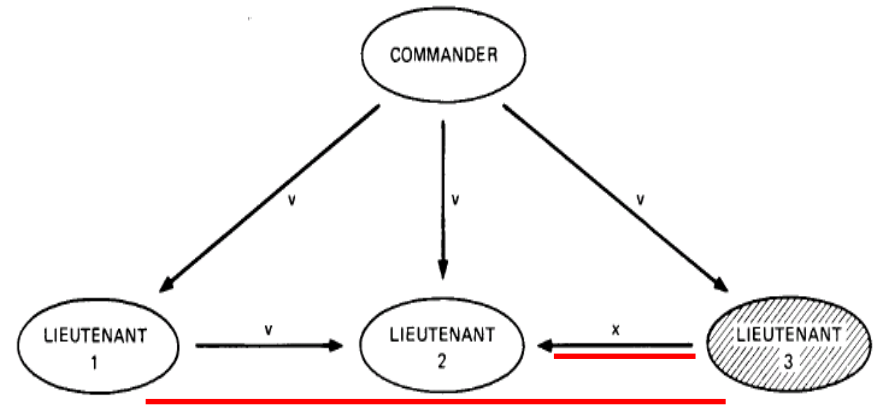 COMMANDER
v
v
v
LIEUTENANT
1
v
LIEUTENANT
2
x
LIEUTENANT
3